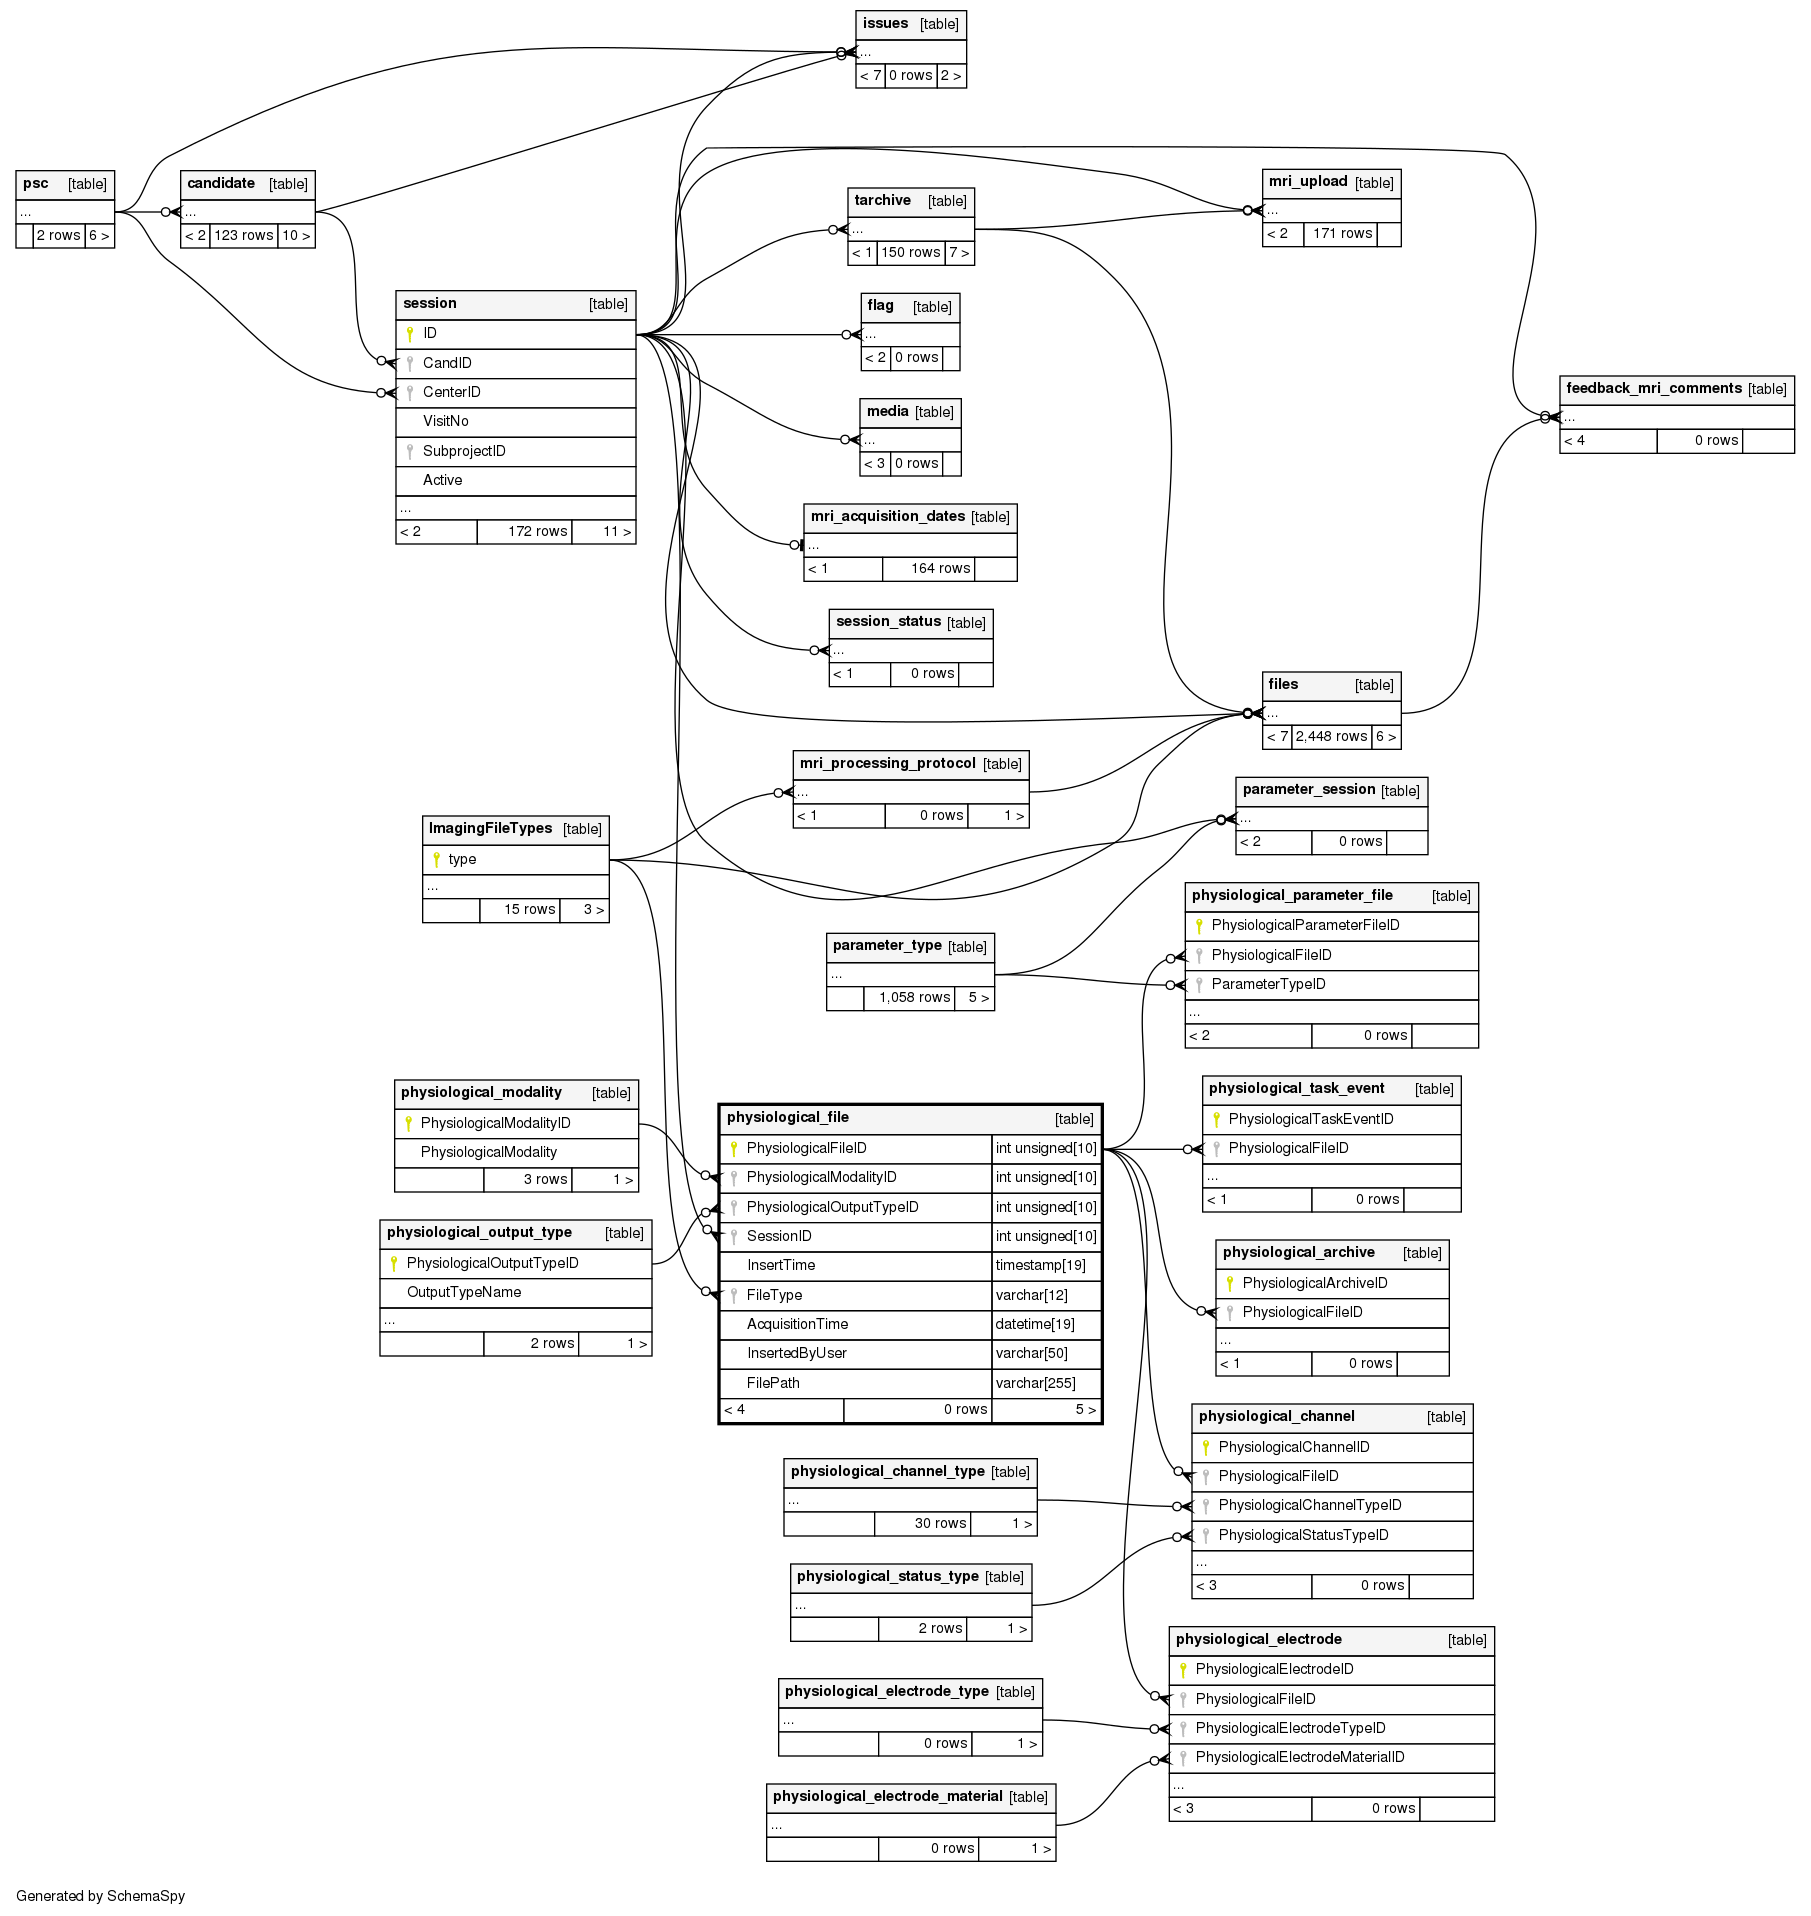 issues [table]
...
< 7 0 rows 2 >
psc [table]
...
2 rows 6 >
candidate [table]
...
< 2 123 rows 10 >
tarchive [table]
...
< 1 150 rows 7 >
mri_upload [table]
...
< 2 171 rows
session [table]
ID
CandID
CenterID
VisitNo
SubprojectID
Active
...
< 2 172 rows 11 >
flag [table]
...
< 2 0 rows
media [table]
...
< 3 0 rows
feedback_mri_comments [table]
...
< 4 0 rows
mri_acquisition_dates [table]
...
< 1 164 rows
session_status [table]
...
< 1 0 rows
files [table]
...
< 7 2,448 rows 6 >
mri_processing_protocol [table]
...
< 1 0 rows 1 >
parameter_session [table]
...
< 2 0 rows
ImagingFileTypes [table]
type
...
15 rows 3 >
physiological_parameter_file [table]
PhysiologicalParameterFileID
PhysiologicalFileID
ParameterTypeID
...
< 2 0 rows
parameter_type [table]
...
1,058 rows 5 >
physiological_modality [table]
PhysiologicalModalityID
PhysiologicalModality
3 rows 1 >
physiological_output_type [table]
PhysiologicalOutputTypeID
OutputTypeName
...
2 rows 1 >
physiological_file [table]
PhysiologicalFileID int unsigned[10]
PhysiologicalModalityID int unsigned[10]
PhysiologicalOutputTypeID int unsigned[10]
SessionID int unsigned[10]
InsertTime timestamp[19]
FileType varchar[12]
AcquisitionTime datetime[19]
InsertedByUser varchar[50]
FilePath varchar[255]
< 4 0 rows 5 >
physiological_task_event [table]
PhysiologicalTaskEventID
PhysiologicalFileID
...
< 1 0 rows
physiological_archive [table]
PhysiologicalArchiveID
PhysiologicalFileID
...
< 1 0 rows
physiological_channel [table]
PhysiologicalChannelID
PhysiologicalFileID
PhysiologicalChannelTypeID
PhysiologicalStatusTypeID
...
< 3 0 rows
physiological_channel_type [table]
...
30 rows 1 >
physiological_status_type [table]
...
2 rows 1 >
physiological_electrode [table]
PhysiologicalElectrodeID
PhysiologicalFileID
PhysiologicalElectrodeTypeID
PhysiologicalElectrodeMaterialID
...
< 3 0 rows
physiological_electrode_type [table]
...
0 rows 1 >
physiological_electrode_material [table]
...
0 rows 1 >
Generated by SchemaSpy